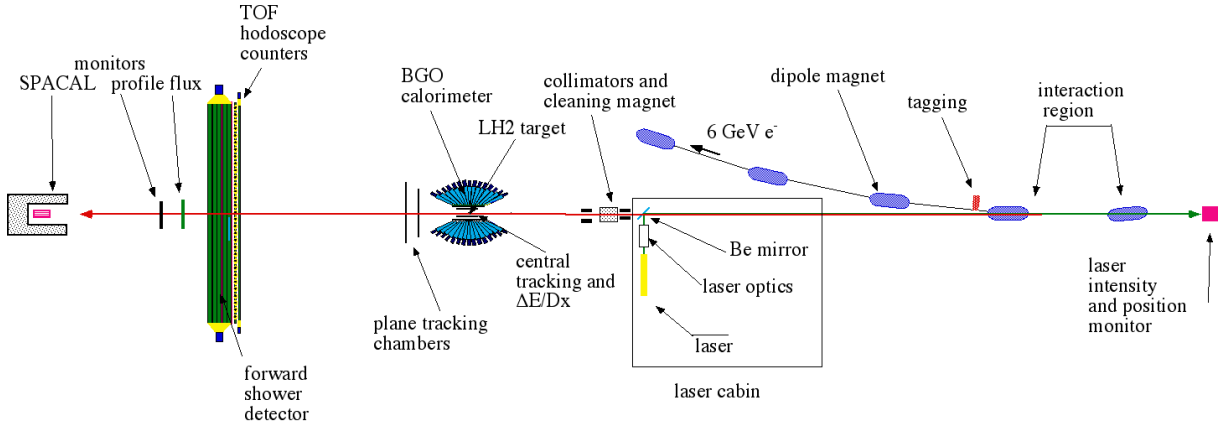 TOF
hodoscope
counters
monitors
SPACAL
profile flux
BGO
calorimeter
LH2 target
collimators and
cleaning magnet
6 GeV e-
dipole magnet
tagging
interaction
region
Be mirror
laser optics
laser
laser cabin
central
tracking and
ΔE/Dx
plane tracking
chambers
forward
shower
detector
laser
intensity
and position
monitor